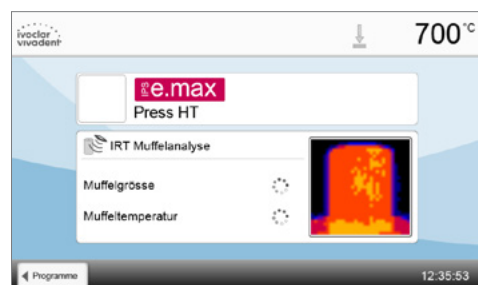 ivoclar
vivadent
700°C
IPS e.max
Press HT
IRT Muffelanalyse
Muffelgrösse
Muffeltemperatur
Programme
12:35:53